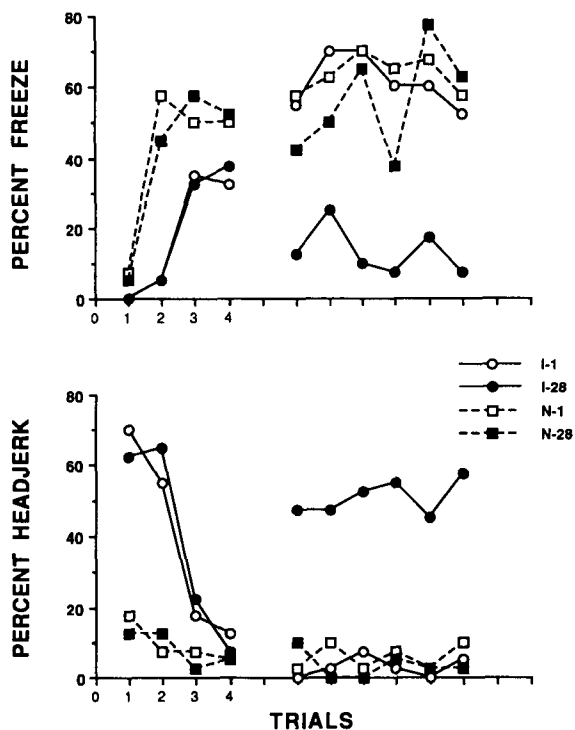 PERCENT FREEZE
80
60
40
20
0
0 1 2 3 4
I-1
I-28
N-1
N-28
PERCENT HEADJERK
80
60
40
20
0
0 1 2 3 4
TRIALS